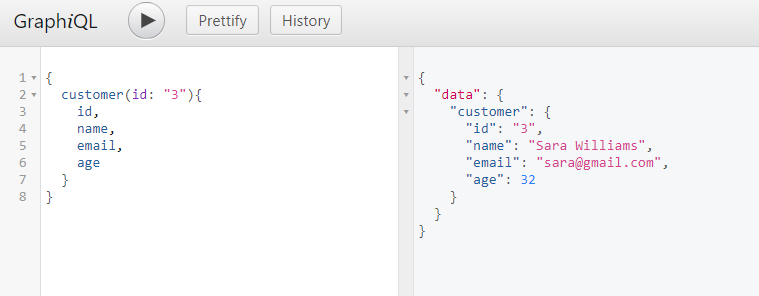 GraphiQL Prettify History
1 {
2 customer(id: "3"){
3 id,
4 name,
5 email,
6 age
7 }
8 }
{
"data": {
"customer": {
"id": "3",
"name": "Sara Williams",
"email": "sara@gmail.com",
"age": 32
}
}
}